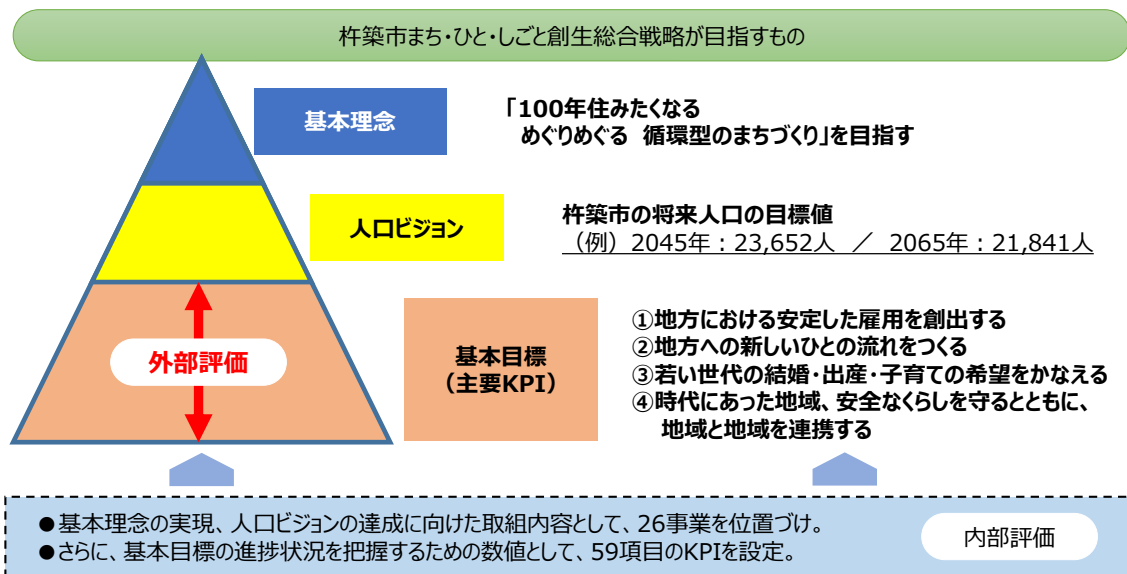 杵築市まち・ひと・しごと創生総合戦略が目指すもの
基本理念
「100年住みたくなる
めぐりめぐる 循環型のまちづくり」を目指す
人口ビジョン
杵築市の将来人口の目標値
（例）2045年：23,652人 ／ 2065年：21,841人
外部評価
基本目標
（主要KPI）
①地方における安定した雇用を創出する
②地方への新しいひとの流れをつくる
③若い世代の結婚・出産・子育ての希望をかなえる
④時代にあった地域、安全なくらしを守るとともに、
地域と地域を連携する
●基本理念の実現、人口ビジョンの達成に向けた取組内容として、26事業を位置づけ。
●さらに、基本目標の進捗状況を把握するための数値として、59項目のKPIを設定。
内部評価